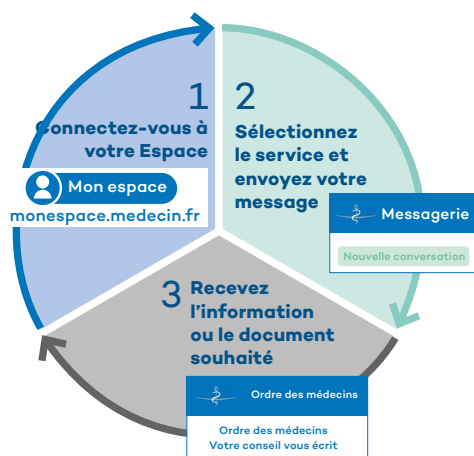 1
Connectez-vous à
votre Espace
Mon espace
monespace.medecin.fr
2
Sélectionnez
le service et
envoyez votre
message
Messagerie
Nouvelle conversation
3 Recevez
l'information
ou le document
souhaité
Ordre des médecins
Ordre des médecins
Votre conseil vous écrit